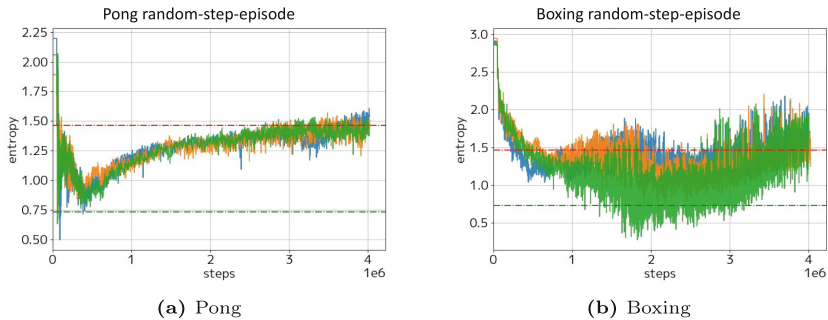 Pong random-step-episode
2.25
2.00
1.75
1.50
1.25
1.00
0.75
0.50
entropy
0 1 2 3 4
steps
1e6
(a) Pong
Boxing random-step-episode
3.0
2.5
2.0
1.5
1.0
0.5
entropy
0 1 2 3 4
steps
1e6
(b) Boxing